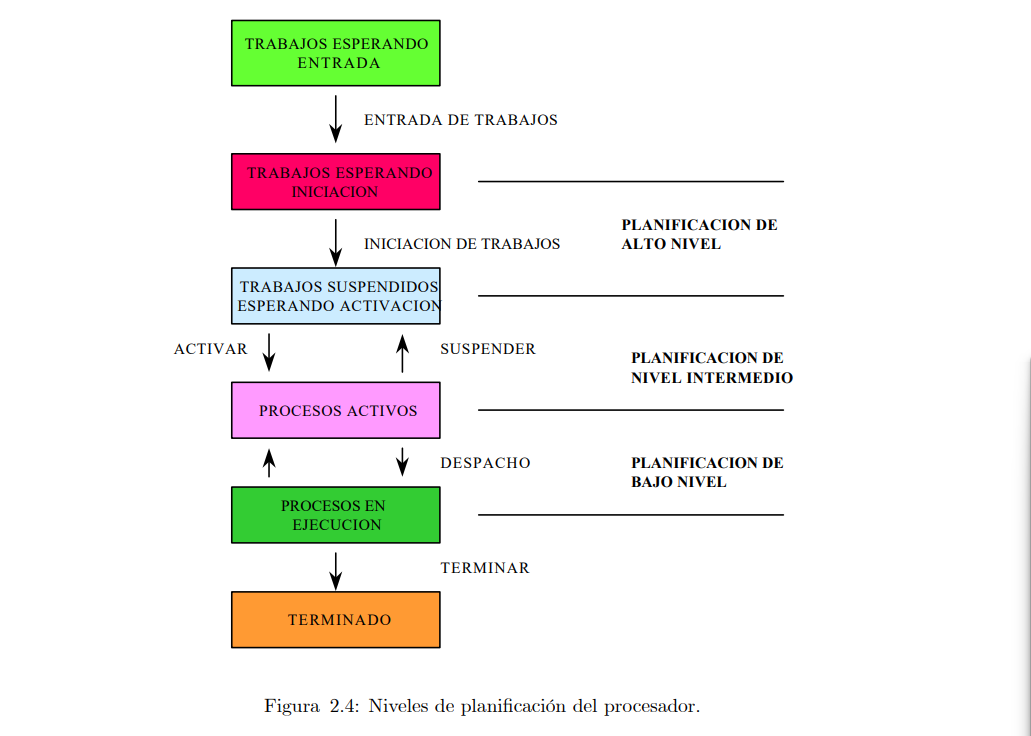 TRABAJOS ESPERANDO
ENTRADA
ENTRADA DE TRABAJOS
TRABAJOS ESPERANDO
INICIACION
PLANIFICACION DE
ALTO NIVEL
INICIACION DE TRABAJOS
TRABAJOS SUSPENDIDOS
ESPERANDO ACTIVACION
ACTIVAR
SUSPENDER
PLANIFICACION DE
NIVEL INTERMEDIO
PROCESOS ACTIVOS
DESPACHO
PLANIFICACION DE
BAJO NIVEL
PROCESOS EN
EJECUCION
TERMINAR
TERMINADO
Figura 2.4: Niveles de planificación del procesador.